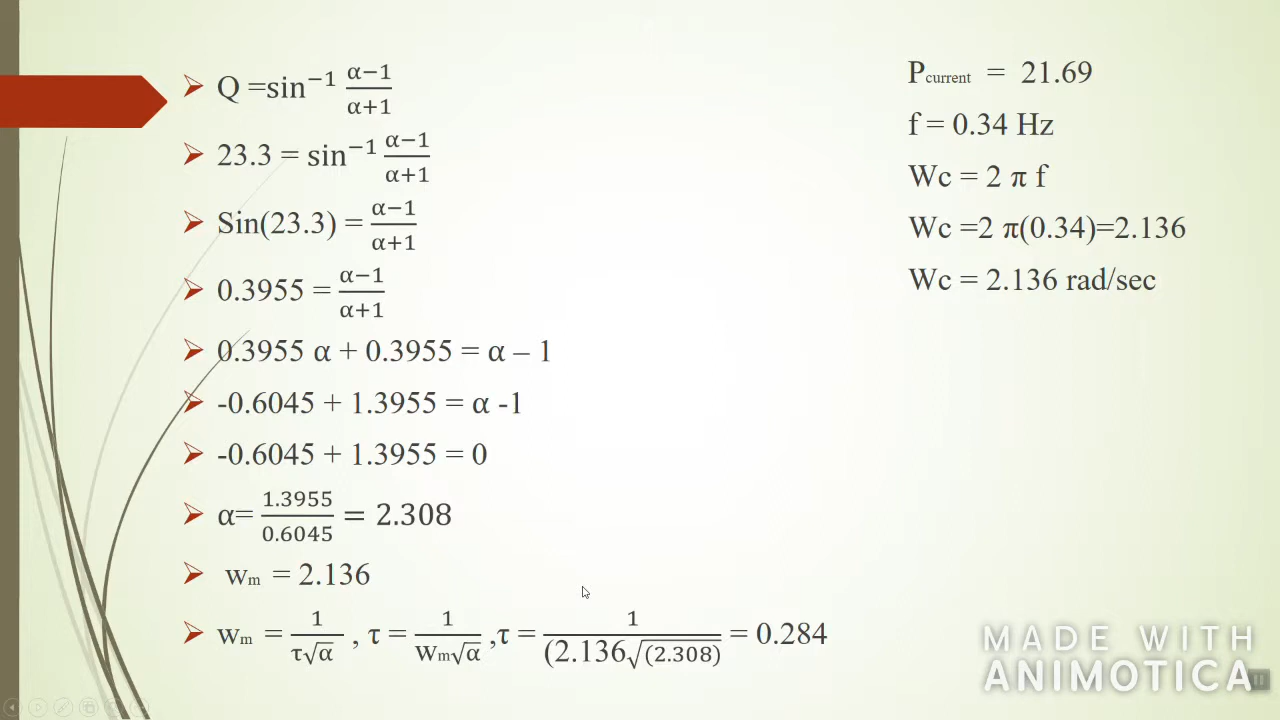 Q =sin⁻¹ (α−1)/(α+1)
23.3 = sin⁻¹ (α−1)/(α+1)
Sin(23.3) = (α−1)/(α+1)
0.3955 = (α−1)/(α+1)
0.3955 α + 0.3955 = α – 1
-0.6045 + 1.3955 = α -1
-0.6045 + 1.3955 = 0
α= 1.3955/0.6045 = 2.308
wm = 2.136
wm = 1/(τ√α) , τ = 1/(wm√α) ,τ = 1/((2.136√(2.308)) = 0.284
Pcurrent = 21.69
f = 0.34 Hz
Wc = 2 π f
Wc =2 π(0.34)=2.136
Wc = 2.136 rad/sec
MADE WITH
ANIMOTICA